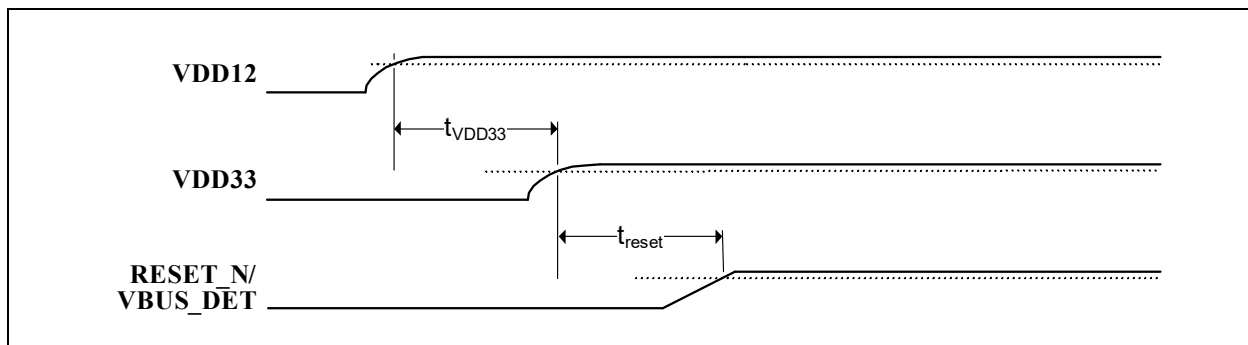 VDD12
tVDD33
VDD33
treset
RESET_N/
VBUS_DET